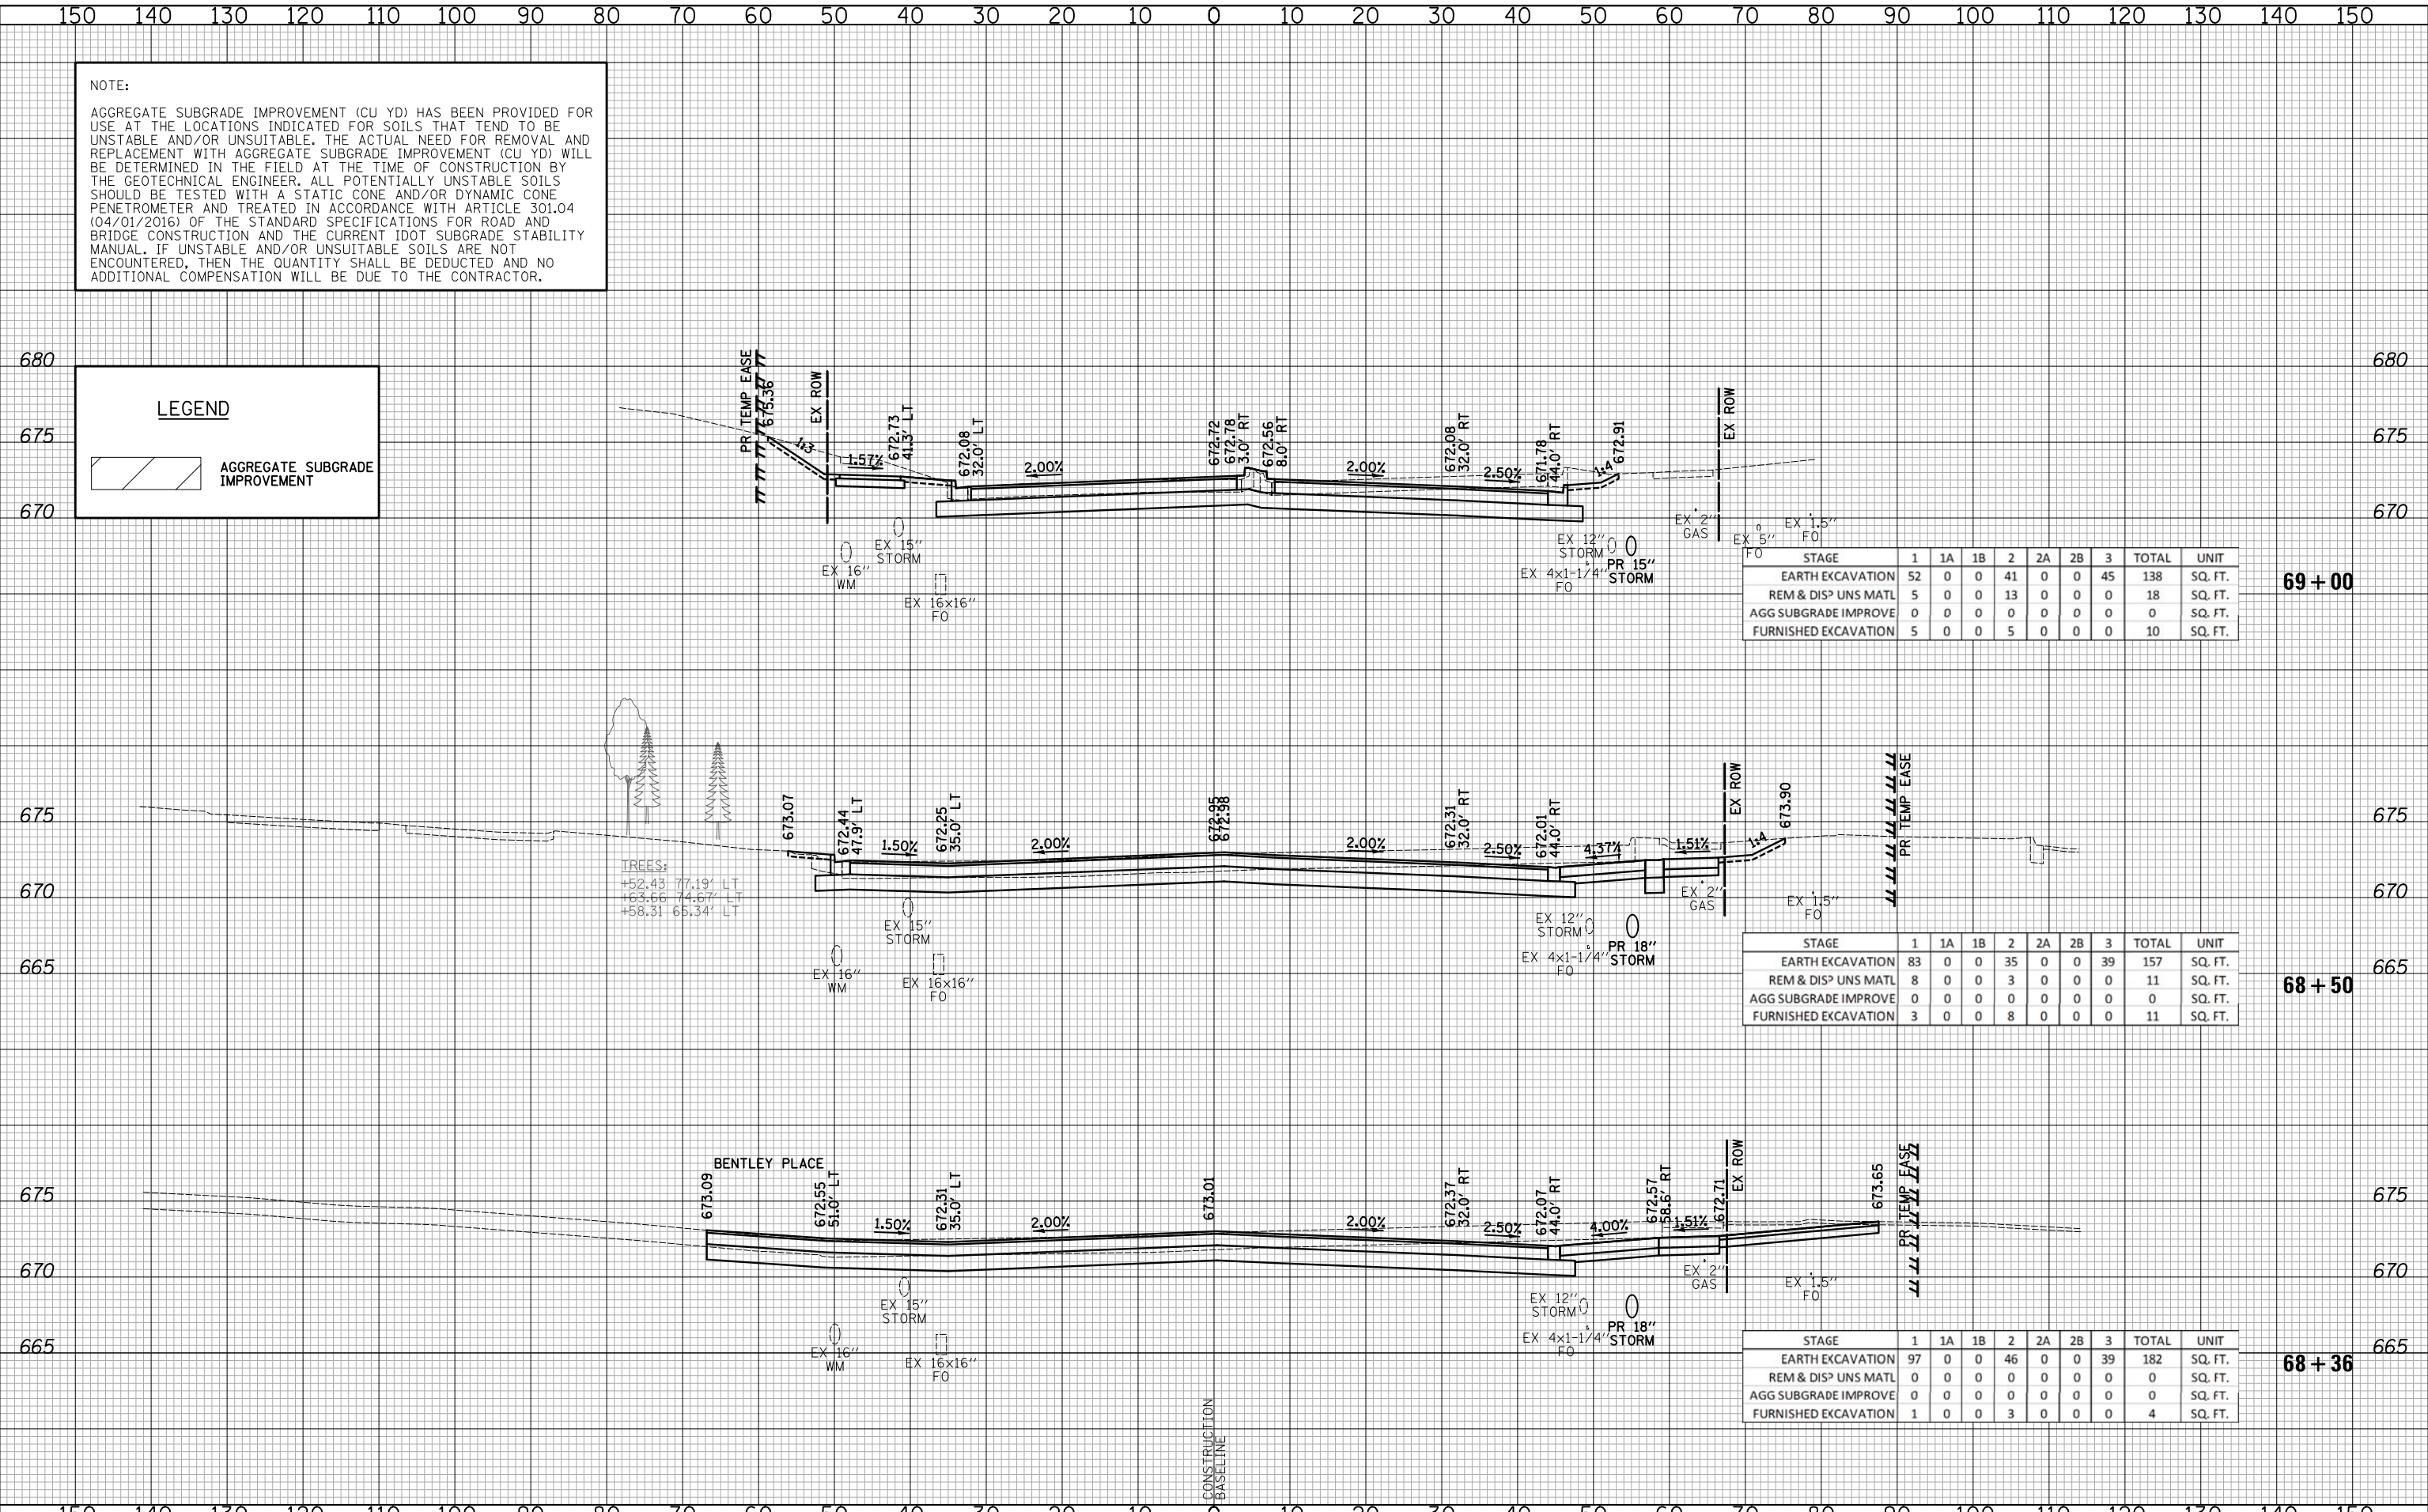 150 140 130 120 110 100 90 80 70 60 50 40 30 20 10 0 10 20 30 40 50 60 70 80 90 100 110 120 130 140 150
NOTE:
AGGREGATE SUBGRADE IMPROVEMENT (CU YD) HAS BEEN PROVIDED FOR
USE AT THE LOCATIONS INDICATED FOR SOILS THAT TEND TO BE
UNSTABLE AND/OR UNSUITABLE. THE ACTUAL NEED FOR REMOVAL AND
REPLACEMENT WITH AGGREGATE SUBGRADE IMPROVEMENT (CU YD) WILL
BE DETERMINED IN THE FIELD AT THE TIME OF CONSTRUCTION BY
THE GEOTECHNICAL ENGINEER. ALL POTENTIALLY UNSTABLE SOILS
SHOULD BE TESTED WITH A STATIC CONE AND/OR DYNAMIC CONE
PENETROMETER AND TREATED IN ACCORDANCE WITH ARTICLE 301.04
(04/01/2016) OF THE STANDARD SPECIFICATIONS FOR ROAD AND
BRIDGE CONSTRUCTION AND THE CURRENT IDOT SUBGRADE STABILITY
MANUAL. IF UNSTABLE AND/OR UNSUITABLE SOILS ARE NOT
ENCOUNTERED, THEN THE QUANTITY SHALL BE DEDUCTED AND NO
ADDITIONAL COMPENSATION WILL BE DUE TO THE CONTRACTOR.
LEGEND
AGGREGATE SUBGRADE
IMPROVEMENT
680
675
670
PR TEMP EASE
675.36
1:3
EX ROW
1.57%
672.73
41.3' LT
672.08
32.0' LT
2.00%
672.72
672.78
3.0' RT
672.56
8.0' RT
2.00%
672.08
32.0' RT
2.50%
671.78
44.0' RT
1:4
672.91
EX ROW
680
675
670
EX 16"
WM
EX 15"
STORM
EX 16x16"
FO
EX 12"
STORM
EX 4x1-1/4"
FO
PR 15"
STORM
EX 2"
GAS
EX 5"
FO
EX 1.5"
FO
STAGE 1 1A 1B 2 2A 2B 3 TOTAL UNIT
EARTH EXCAVATION 52 0 0 41 0 0 45 138 SQ. FT.
REM & DISP UNS MATL 5 0 0 13 0 0 0 18 SQ. FT.
AGG SUBGRADE IMPROVE 0 0 0 0 0 0 0 0 SQ. FT.
FURNISHED EXCAVATION 5 0 0 5 0 0 0 10 SQ. FT.
69+00
675
670
665
TREES:
+52.43 77.19' LT
+63.66 74.67' LT
+58.31 65.34' LT
673.07
672.44
47.9' LT
1.50%
672.25
35.0' LT
2.00%
672.95
672.98
2.00%
672.31
32.0' RT
2.50%
672.01
44.0' RT
4.37%
1.51%
EX ROW
1:4
673.90
PR TEMP EASE
675
670
665
EX 16"
WM
EX 15"
STORM
EX 16x16"
FO
EX 12"
STORM
EX 4x1-1/4"
FO
PR 18"
STORM
EX 2"
GAS
EX 1.5"
FO
STAGE 1 1A 1B 2 2A 2B 3 TOTAL UNIT
EARTH EXCAVATION 83 0 0 35 0 0 39 157 SQ. FT.
REM & DISP UNS MATL 8 0 0 3 0 0 0 11 SQ. FT.
AGG SUBGRADE IMPROVE 0 0 0 0 0 0 0 0 SQ. FT.
FURNISHED EXCAVATION 3 0 0 8 0 0 0 11 SQ. FT.
68+50
675
670
665
BENTLEY PLACE
673.09
672.55
51.0' LT
1.50%
672.31
35.0' LT
2.00%
673.01
2.00%
672.37
32.0' RT
2.50%
672.07
44.0' RT
4.00%
672.57
58.6' RT
1.51%
672.71
EX ROW
673.65
PR TEMP EASE
675
670
665
EX 16"
WM
EX 15"
STORM
EX 16x16"
FO
EX 12"
STORM
EX 4x1-1/4"
FO
PR 18"
STORM
EX 2"
GAS
EX 1.5"
FO
STAGE 1 1A 1B 2 2A 2B 3 TOTAL UNIT
EARTH EXCAVATION 97 0 0 46 0 0 39 182 SQ. FT.
REM & DISP UNS MATL 0 0 0 0 0 0 0 0 SQ. FT.
AGG SUBGRADE IMPROVE 0 0 0 0 0 0 0 0 SQ. FT.
FURNISHED EXCAVATION 1 0 0 3 0 0 0 4 SQ. FT.
68+36
CONSTRUCTION
BASELINE
150 140 130 120 110 100 90 80 70 60 50 40 30 20 10 0 10 20 30 40 50 60 70 80 90 100 110 120 130 140 150